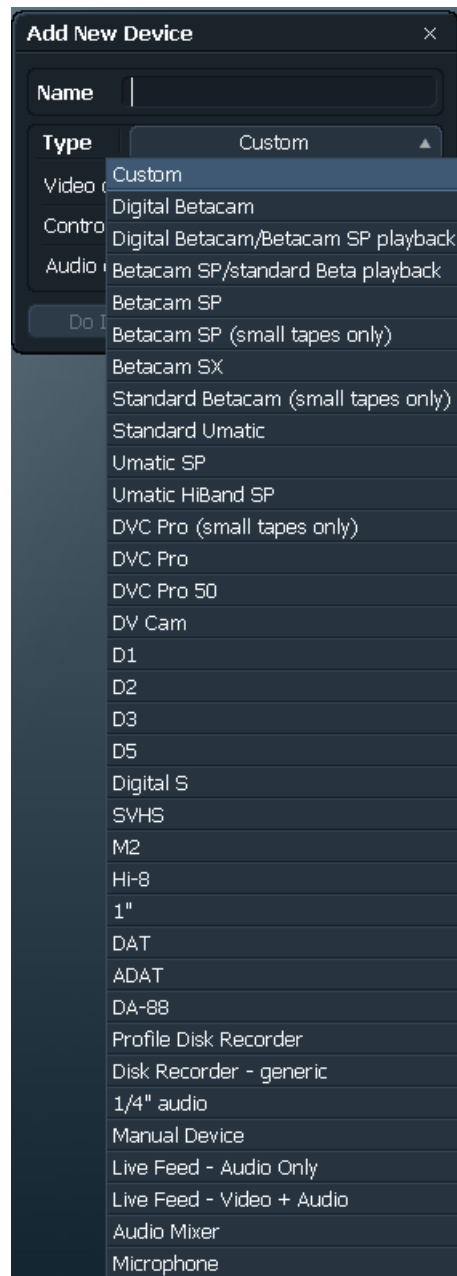 Add New Device ×
Name
Type Custom
Video
Contro
Audio
Do I
Custom
Digital Betacam
Digital Betacam/Betacam SP playback
Betacam SP/standard Beta playback
Betacam SP
Betacam SP (small tapes only)
Betacam SX
Standard Betacam (small tapes only)
Standard Umatic
Umatic SP
Umatic HiBand SP
DVC Pro (small tapes only)
DVC Pro
DVC Pro 50
DV Cam
D1
D2
D3
D5
Digital S
SVHS
M2
Hi-8
1"
DAT
ADAT
DA-88
Profile Disk Recorder
Disk Recorder - generic
1/4" audio
Manual Device
Live Feed - Audio Only
Live Feed - Video + Audio
Audio Mixer
Microphone